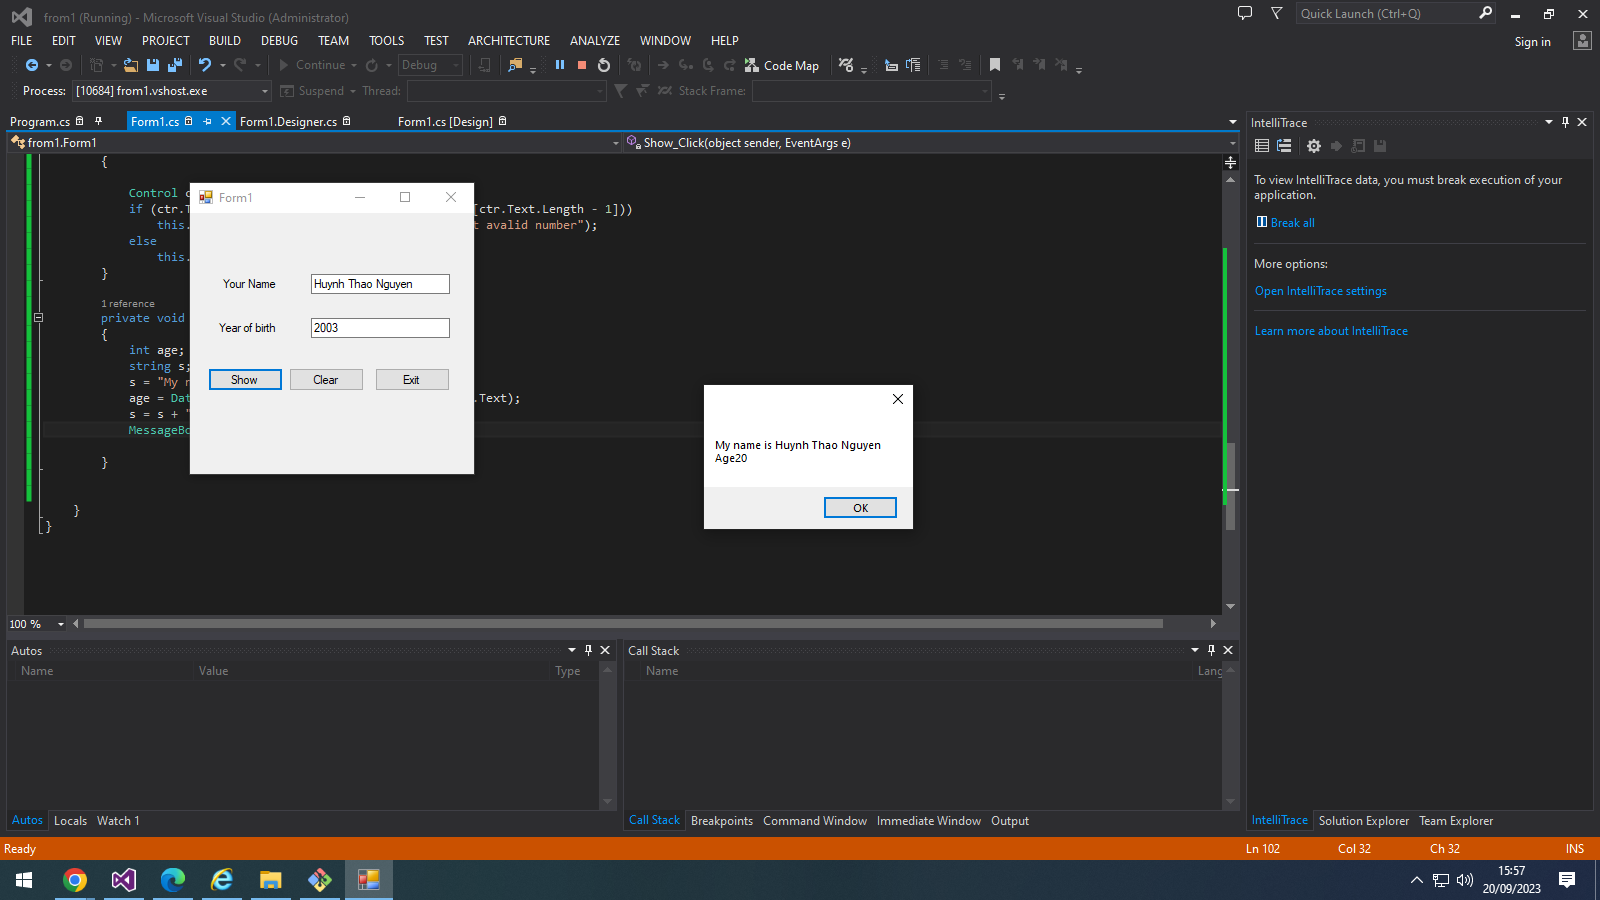 from1 (Running) - Microsoft Visual Studio (Administrator)
Quick Launch (Ctrl+Q)
FILE EDIT VIEW PROJECT BUILD DEBUG TEAM TOOLS TEST ARCHITECTURE ANALYZE WINDOW HELP
Sign in
Continue Debug Code Map
Process: [10684] from1.vshost.exe Suspend Thread: Stack Frame:
Program.cs Form1.cs Form1.Designer.cs Form1.cs [Design]
from1.Form1 Show_Click(object sender, EventArgs e)
{
Control
if (ctr. [ctr.Text.Length - 1]))
this. t avalid number");
else
this.
}
1 reference
private void
{
int age;
string s;
s = "My
age = Dat .Text);
s = s + "
MessageBo
}
}
}
Form1
Your Name Huynh Thao Nguyen
Year of birth 2003
Show Clear Exit
My name is Huynh Thao Nguyen
Age20
OK
100 %
IntelliTrace
To view IntelliTrace data, you must break execution of your
application.
Break all
More options:
Open IntelliTrace settings
Learn more about IntelliTrace
Autos
Name Value Type
Call Stack
Name Lang
Autos Locals Watch 1
Call Stack Breakpoints Command Window Immediate Window Output
IntelliTrace Solution Explorer Team Explorer
Ready Ln 102 Col 32 Ch 32 INS
15:57
20/09/2023